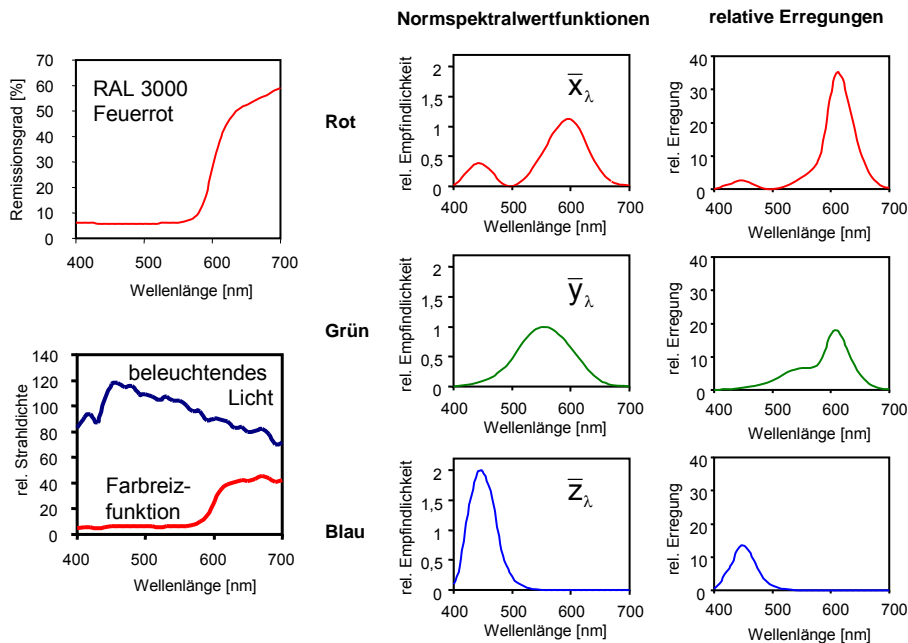 Normspektralwertfunktionen
relative Erregungen
Remissionsgrad [%]
70
60
50
40
30
20
10
0
RAL 3000
Feuerrot
400 500 600 700
Wellenlänge [nm]
Rot
rel. Empfindlichkeit
2
1,5
1
0,5
0
x̅λ
400 500 600 700
Wellenlänge [nm]
rel. Erregung
40
30
20
10
0
400 500 600 700
Wellenlänge [nm]
Grün
rel. Empfindlichkeit
2
1,5
1
0,5
0
y̅λ
400 500 600 700
Wellenlänge [nm]
rel. Erregung
40
30
20
10
0
400 500 600 700
Wellenlänge [nm]
rel. Strahldichte
140
120
100
80
60
40
20
0
beleuchtendes
Licht
Farbreiz-
funktion
400 500 600 700
Wellenlänge [nm]
Blau
rel. Empfindlichkeit
2
1,5
1
0,5
0
z̅λ
400 500 600 700
Wellenlänge [nm]
rel. Erregung
40
30
20
10
0
400 500 600 700
Wellenlänge [nm]